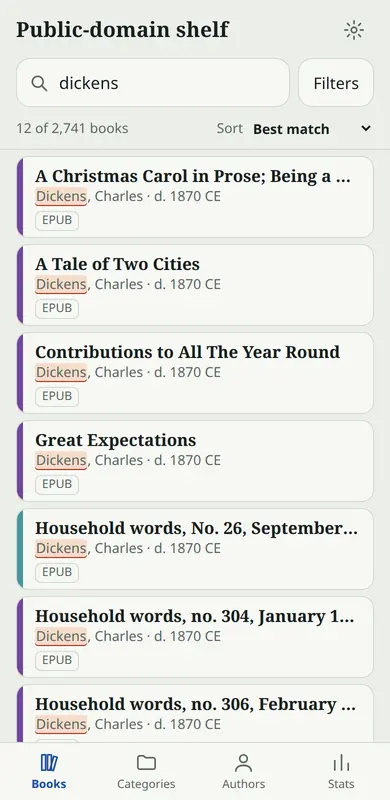 Public-domain shelf
dickens
Filters
12 of 2,741 books
Sort Best match
A Christmas Carol in Prose; Being a ...
Dickens, Charles · d. 1870 CE
EPUB
A Tale of Two Cities
Dickens, Charles · d. 1870 CE
EPUB
Contributions to All The Year Round
Dickens, Charles · d. 1870 CE
EPUB
Great Expectations
Dickens, Charles · d. 1870 CE
EPUB
Household words, No. 26, September...
Dickens, Charles · d. 1870 CE
EPUB
Household words, no. 304, January 1...
Dickens, Charles · d. 1870 CE
EPUB
Household words, no. 306, February ...
Dickens, Charles · d. 1870 CE
Books
Categories
Authors
Stats